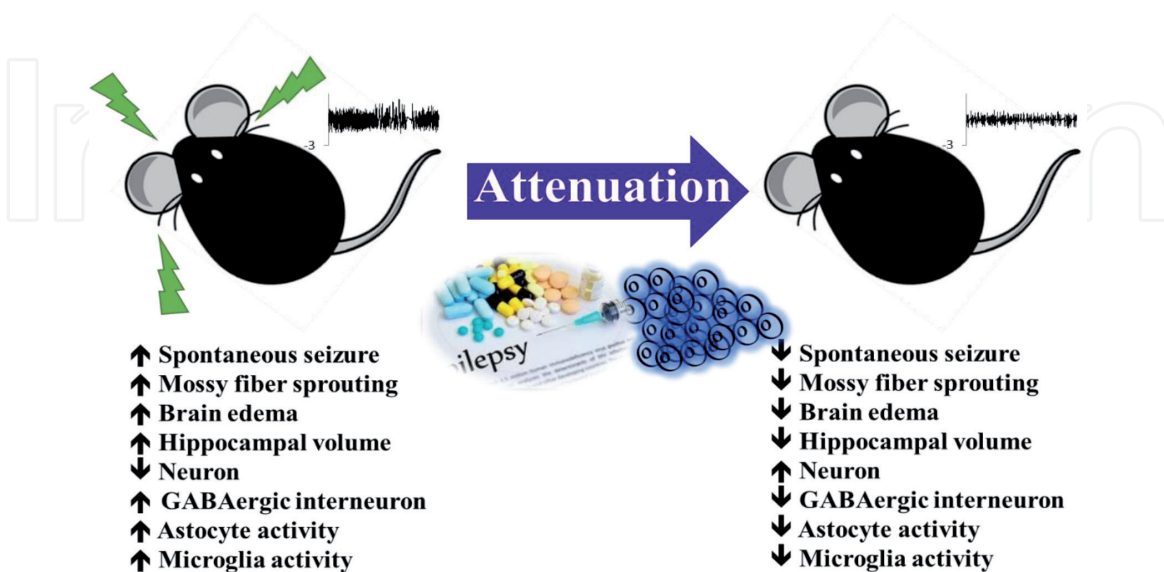 -3
-3
Attenuation
ilepsy
↑ Spontaneous seizure
↑ Mossy fiber sprouting
↑ Brain edema
↑ Hippocampal volume
↓ Neuron
↑ GABAergic interneuron
↑ Astocyte activity
↑ Microglia activity
↓ Spontaneous seizure
↓ Mossy fiber sprouting
↓ Brain edema
↓ Hippocampal volume
↑ Neuron
↓ GABAergic interneuron
↓ Astocyte activity
↓ Microglia activity